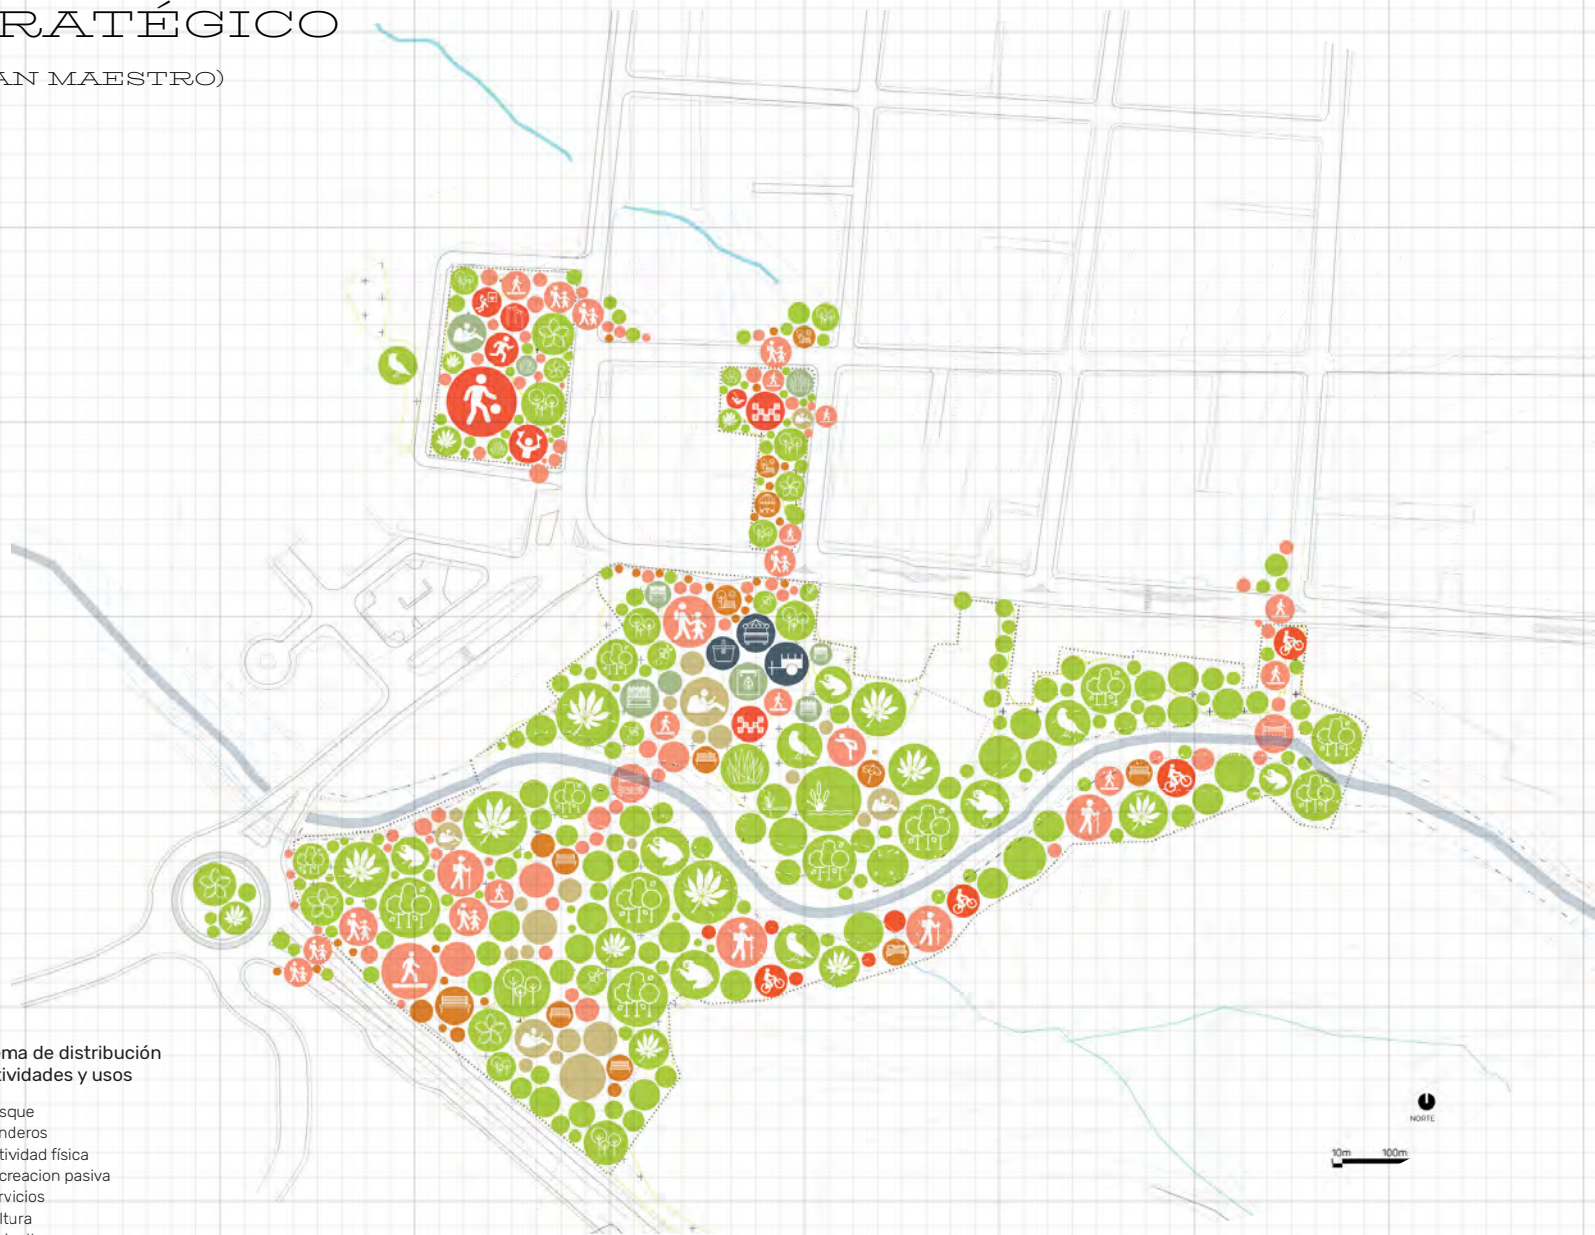 RATÉGICO
AN MAESTRO)
ma de distribución
tividades y usos
sque
nderos
tividad física
creacion pasiva
rvicios
ltura
NORTE
10m 100m